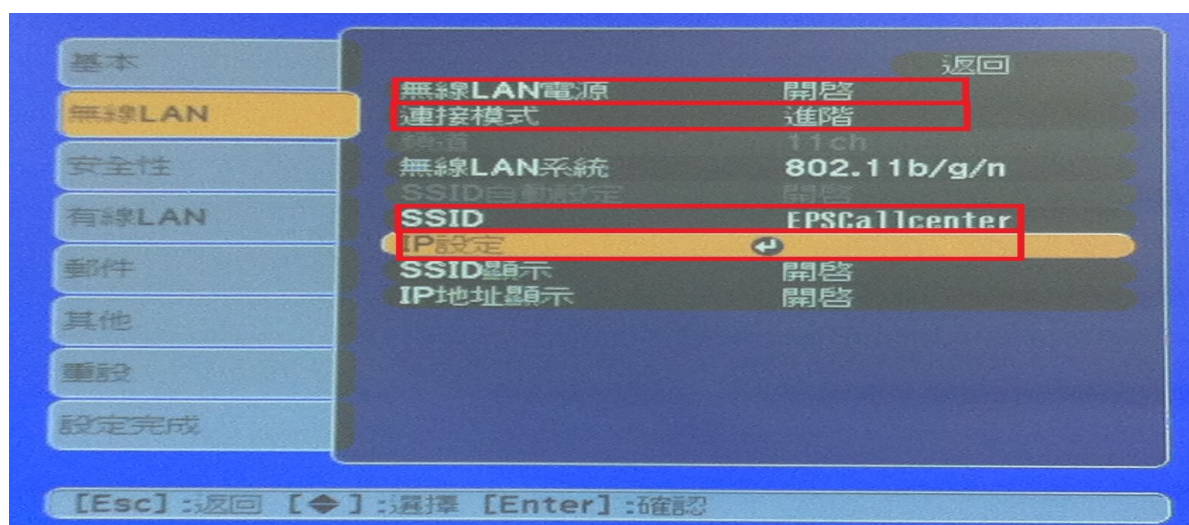 基本
無線LAN
安全性
有線LAN
郵件
其他
重設
設定完成
返回
無線LAN電源 開啓
連接模式 進階
頻道 11ch
無線LAN系統 802.11b/g/n
SSID自動設定 開啓
SSID EPSCallcenter
IP設定
SSID顯示 開啓
IP地址顯示 開啓
[Esc] :返回 [◆] :選擇 [Enter] :確認